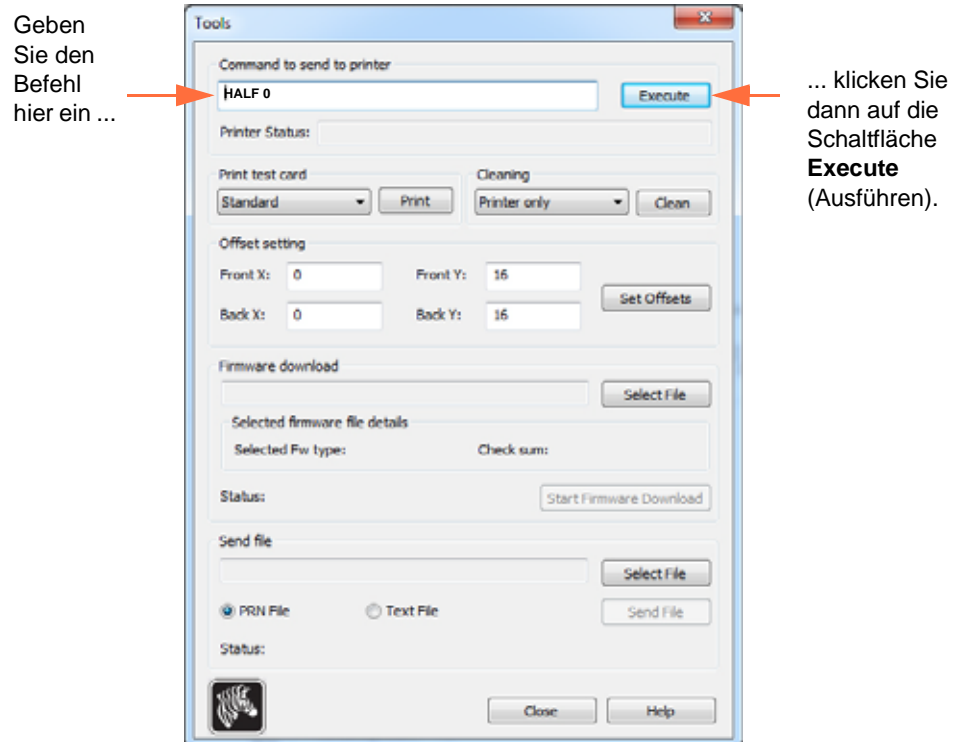 Geben
Sie den
Befehl
hier ein ...
Tools
Command to send to printer
HALF 0
Execute
Printer Status:
Print test card
Standard
Print
Cleaning
Printer only
Clean
Offset setting
Front X: 0
Front Y: 16
Back X: 0
Back Y: 16
Set Offsets
Firmware download
Select File
Selected firmware file details
Selected Fw type:
Check sum:
Status:
Start Firmware Download
Send file
Select File
PRN File
Text File
Send File
Status:
Close
Help
... klicken Sie
dann auf die
Schaltfläche
Execute
(Ausführen).